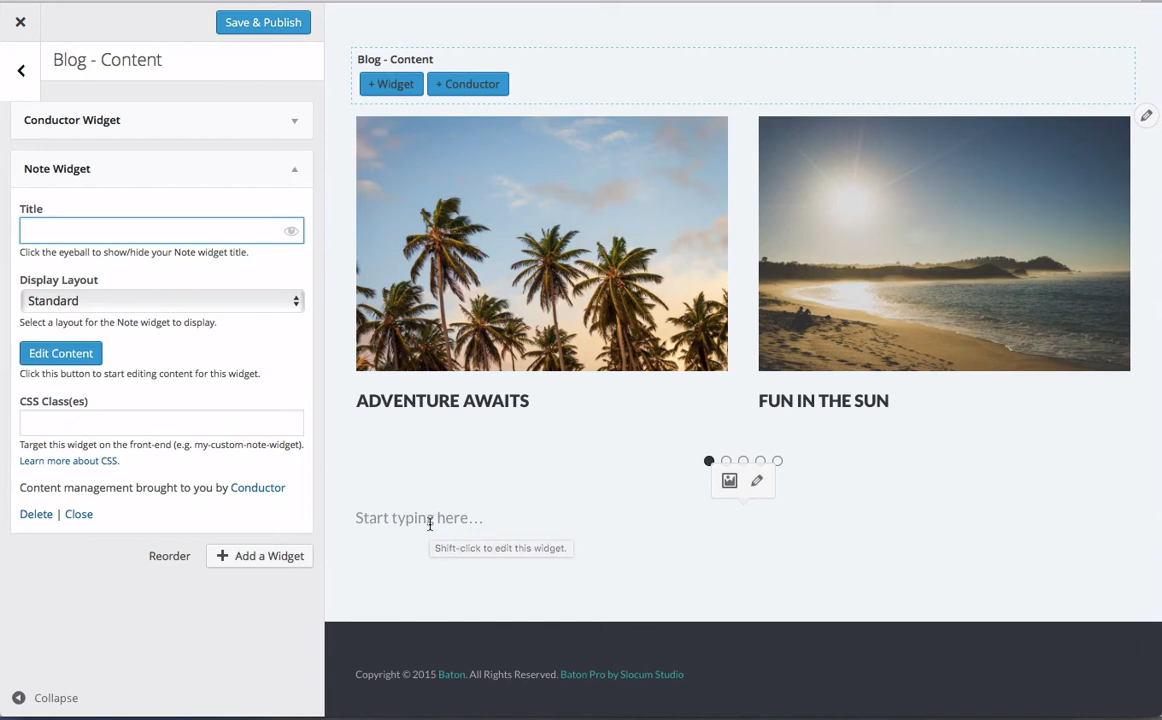 Save & Publish
Blog - Content
Conductor Widget
Note Widget
Title
Click the eyeball to show/hide your Note widget title.
Display Layout
Standard
Select a layout for the Note widget to display.
Edit Content
Click this button to start editing content for this widget.
CSS Class(es)
Target this widget on the front-end (e.g. my-custom-note-widget).
Learn more about CSS.
Content management brought to you by Conductor
Delete | Close
Reorder
+ Add a Widget
Collapse
Blog - Content
+ Widget
+ Conductor
ADVENTURE AWAITS
FUN IN THE SUN
Start typing here...
Shift-click to edit this widget.
Copyright © 2015 Baton. All Rights Reserved. Baton Pro by Slocum Studio